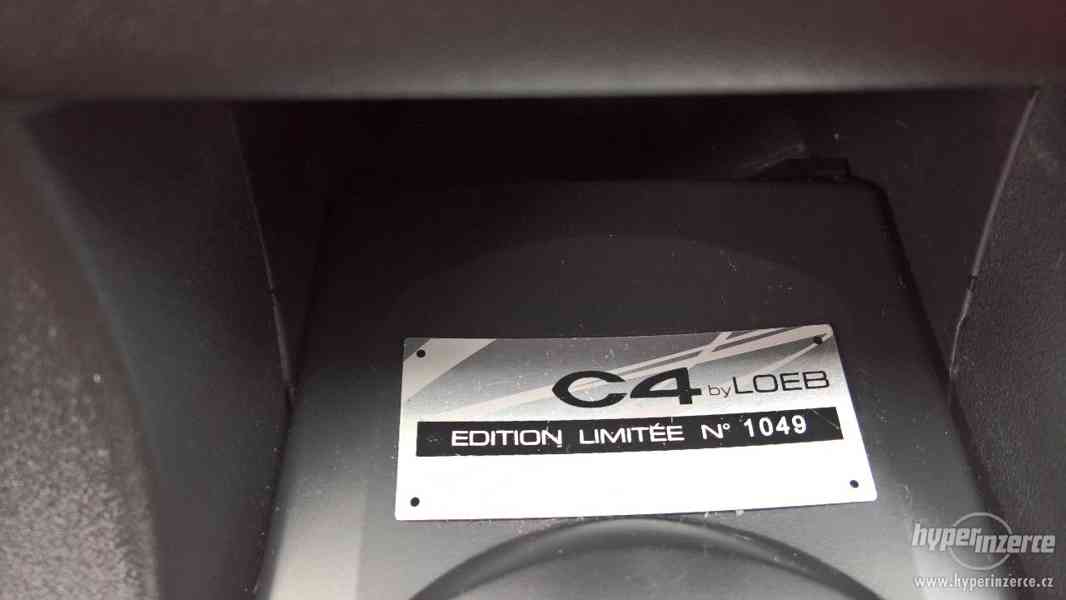 C4 by LOEB
EDITION LIMITÉE N° 1049
hyperinzerce
www.hyperinzerce.cz